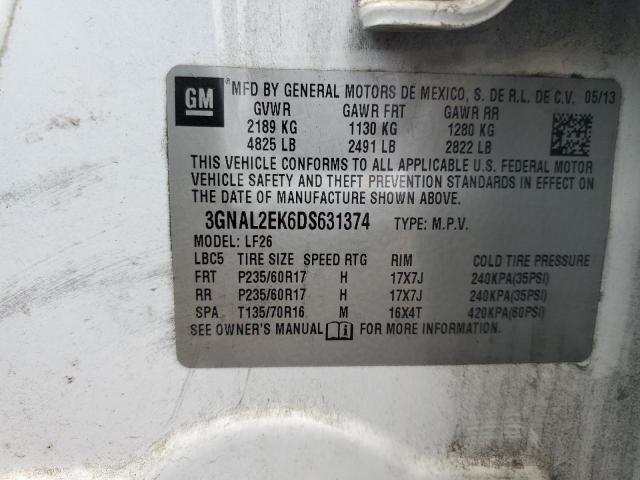 GM ® MFD BY GENERAL MOTORS DE MEXICO, S. DE R.L. DE C.V. 05/13
GVWR GAWR FRT GAWR RR
2189 KG 1130 KG 1280 KG
4825 LB 2491 LB 2822 LB
THIS VEHICLE CONFORMS TO ALL APPLICABLE U.S. FEDERAL MOTOR
VEHICLE SAFETY AND THEFT PREVENTION STANDARDS IN EFFECT ON
THE DATE OF MANUFACTURE SHOWN ABOVE.
3GNAL2EK6DS631374 TYPE: M.P.V.
MODEL: LF26
LBC5 TIRE SIZE SPEED RTG RIM COLD TIRE PRESSURE
FRT P235/60R17 H 17X7J 240KPA(35PSI)
RR P235/60R17 H 17X7J 240KPA(35PSI)
SPA T135/70R16 M 16X4T 420KPA(60PSI)
SEE OWNER'S MANUAL FOR MORE INFORMATION.